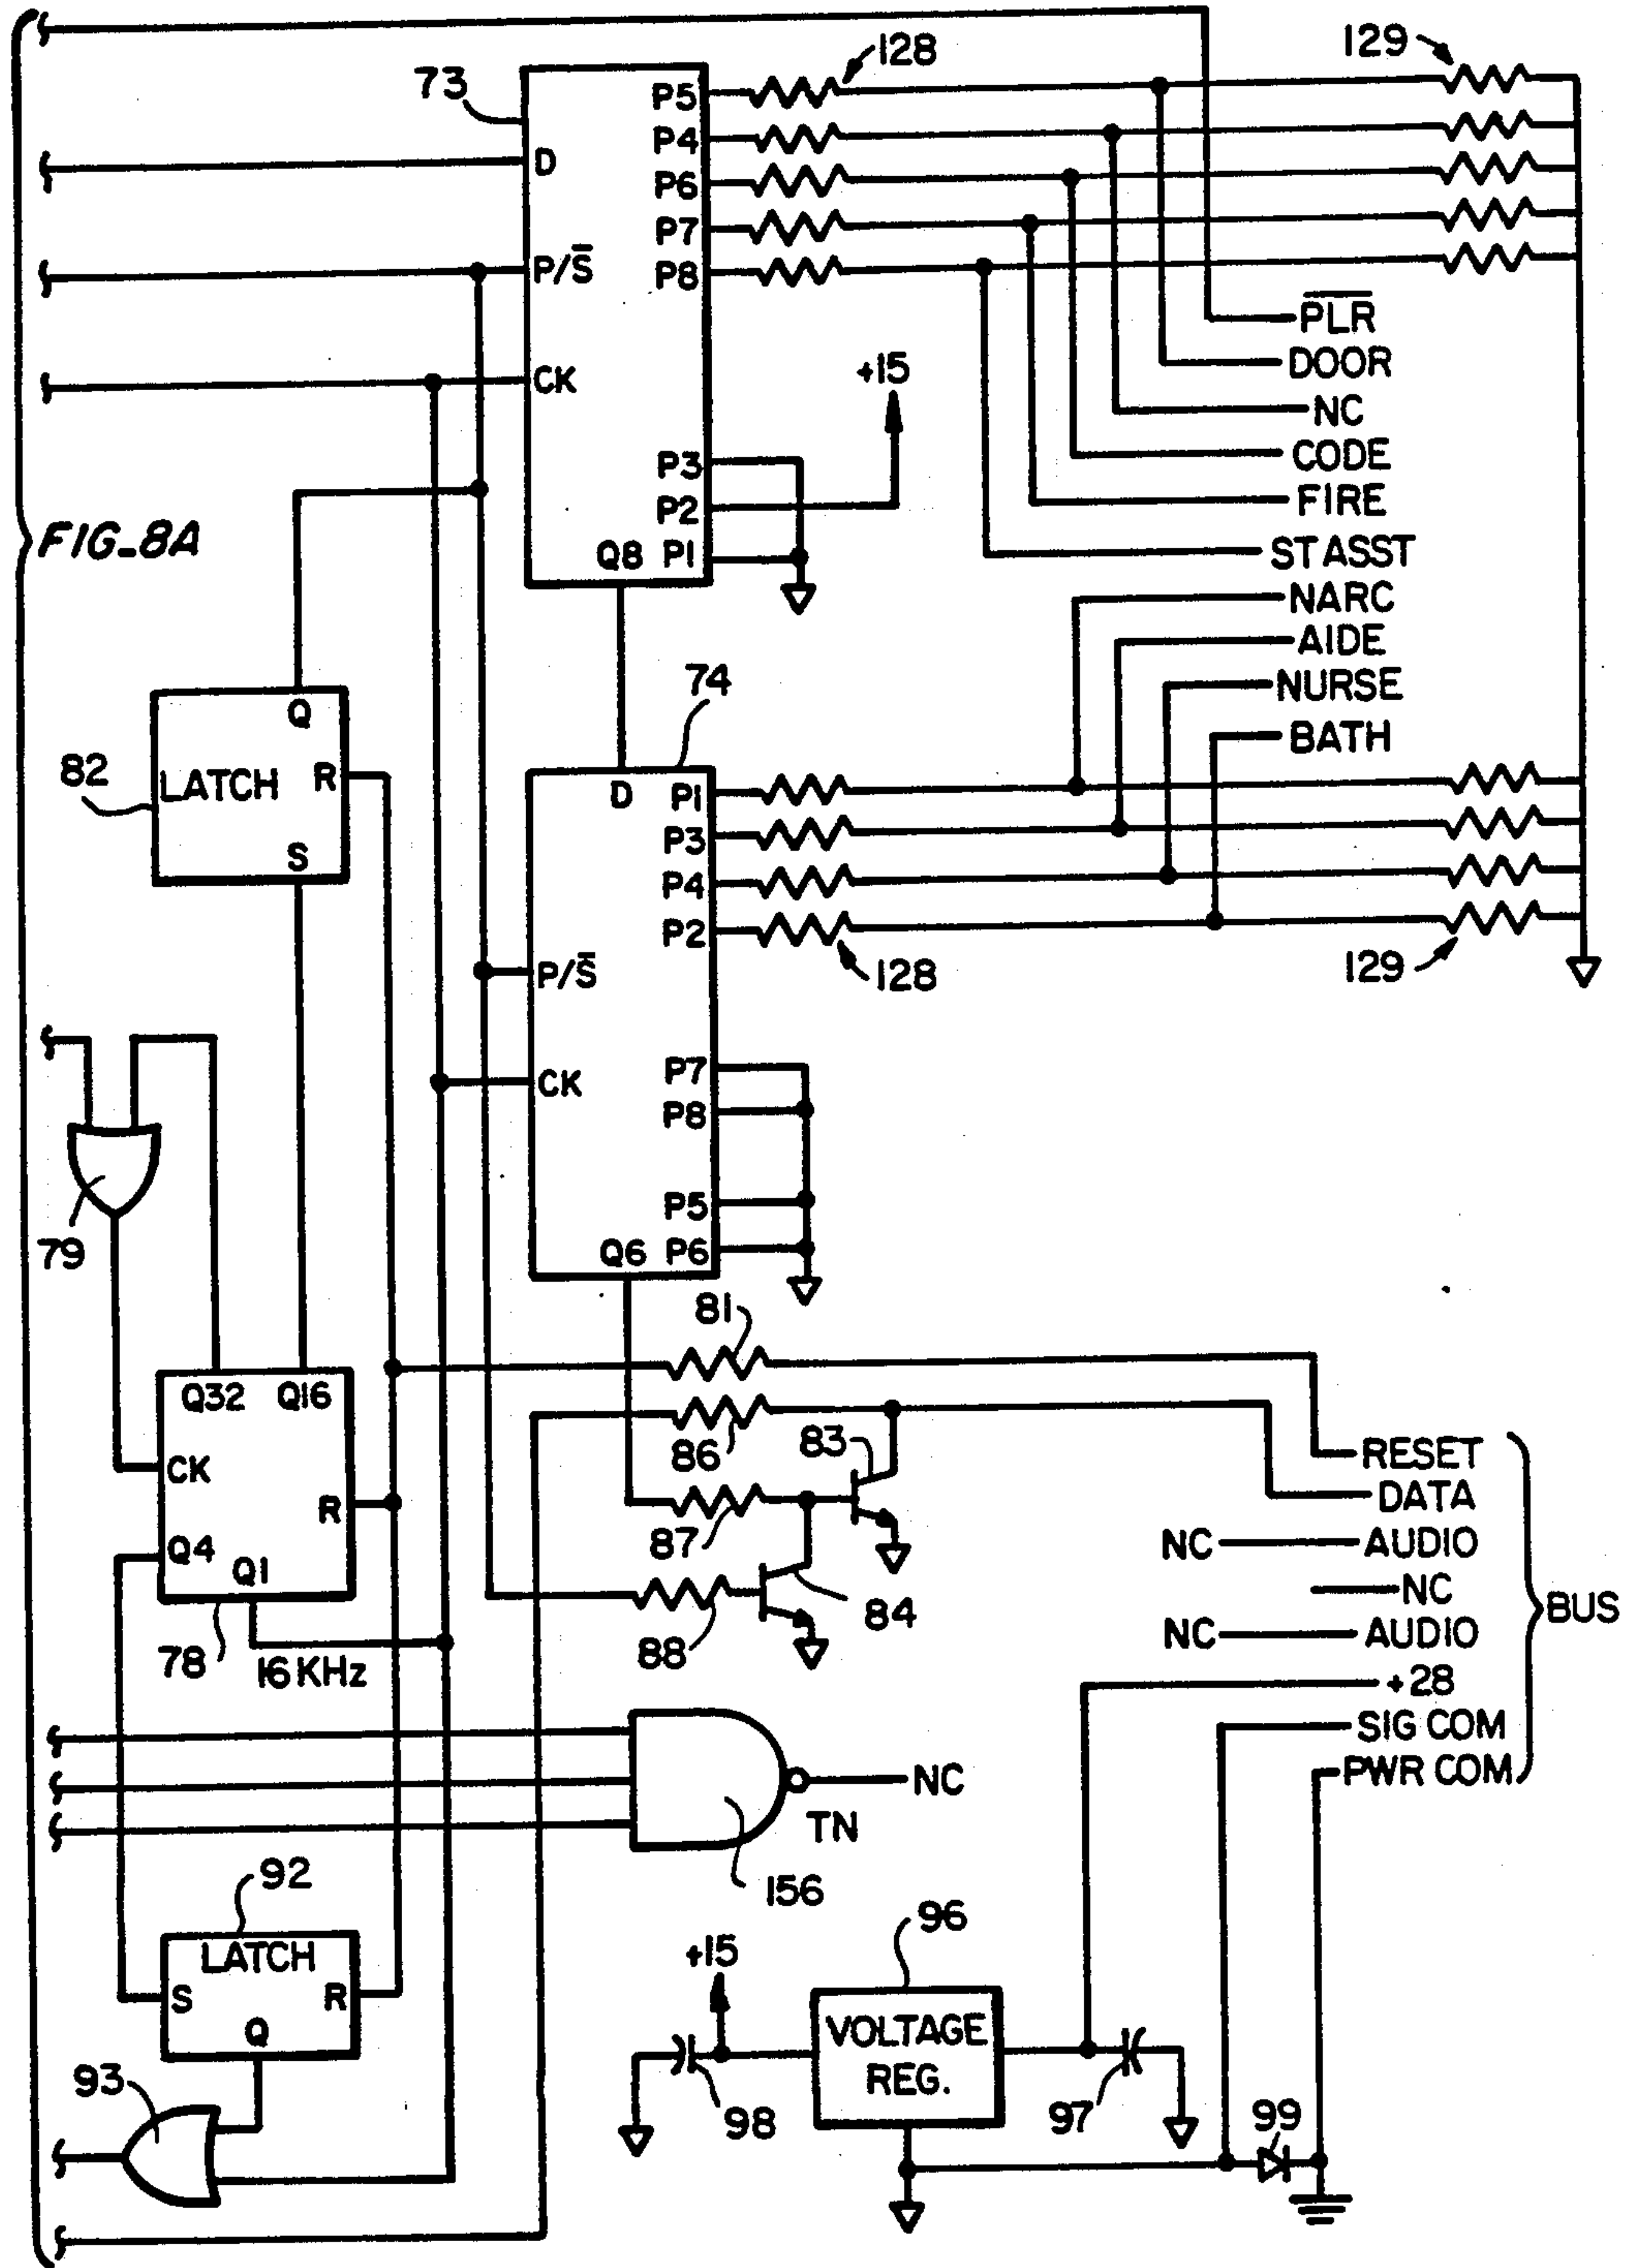 128
129
73
P5
P4
D
P6
P7
P/S̅
P8
P̅L̅R̅
DOOR
+15
CK
NC
CODE
P3
FIRE
P2
FIG_8A
Q8 P1
ST ASST
NARC
AIDE
74
NURSE
Q
BATH
82
LATCH R
D P1
P3
S
P4
P2
128
129
P/S̅
CK
P7
P8
P5
79
Q6 P6
81
Q32 Q16
86
83
RESET
CK
DATA
R
87
NC AUDIO
Q4
Q1
NC
84
BUS
NC AUDIO
78
16 KHz
88
+28
SIG COM
NC
PWR COM
TN
92
156
LATCH
96
+15
S R
VOLTAGE
REG.
Q
93
98
97
99